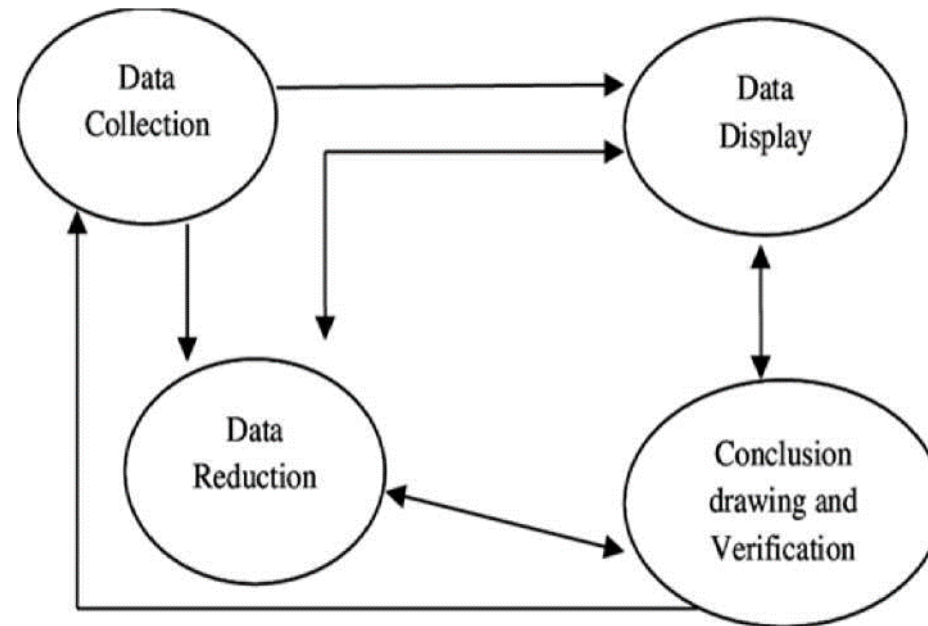 Data
Collection
Data
Display
Data
Reduction
Conclusion
drawing and
Verification